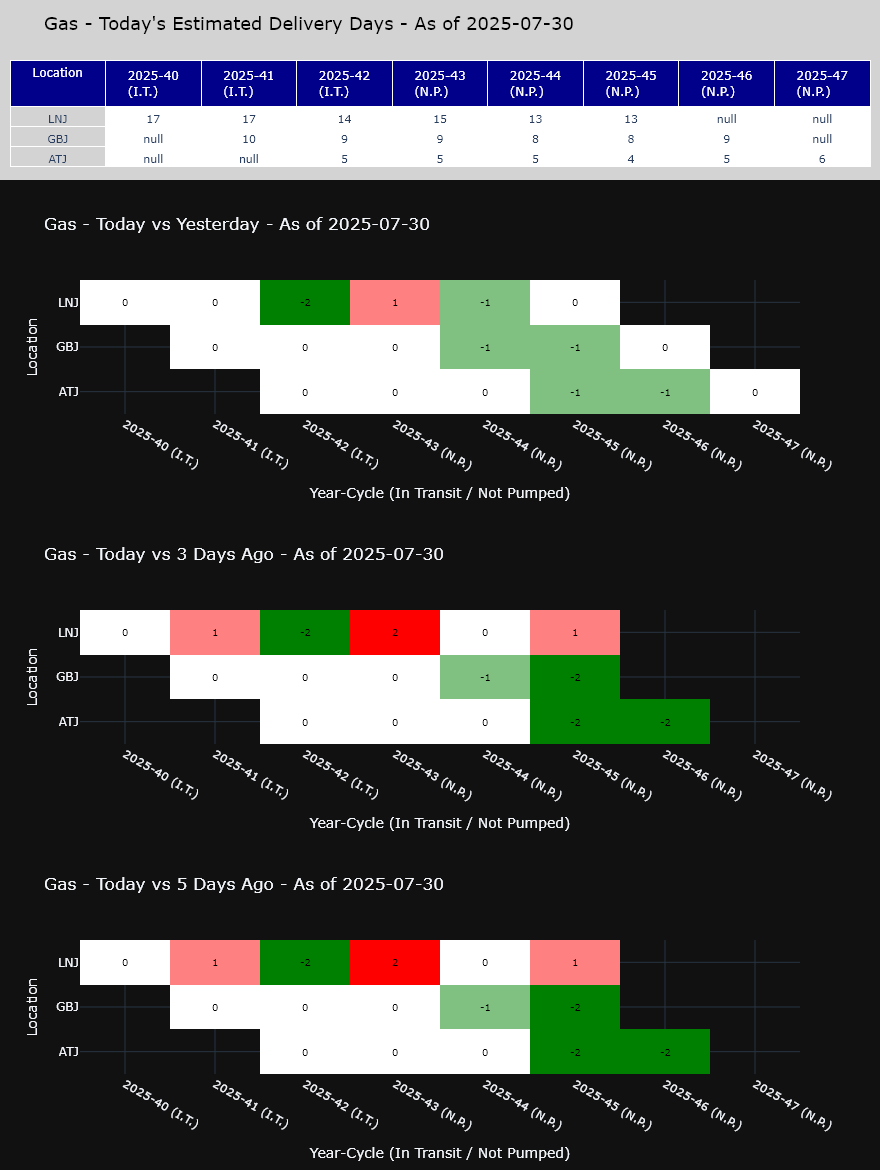 Gas - Today's Estimated Delivery Days - As of 2025-07-30
Location 2025-40 (I.T.) 2025-41 (I.T.) 2025-42 (I.T.) 2025-43 (N.P.) 2025-44 (N.P.) 2025-45 (N.P.) 2025-46 (N.P.) 2025-47 (N.P.)
LNJ 17 17 14 15 13 13 null null
GBJ null 10 9 9 8 8 9 null
ATJ null null 5 5 5 4 5 6
Gas - Today vs Yesterday - As of 2025-07-30
Location
LNJ 0 0 -2 1 -1 0
GBJ 0 0 0 -1 -1 0
ATJ 0 0 0 -1 -1 0
2025-40 (I.T.) 2025-41 (I.T.) 2025-42 (I.T.) 2025-43 (N.P.) 2025-44 (N.P.) 2025-45 (N.P.) 2025-46 (N.P.) 2025-47 (N.P.)
Year-Cycle (In Transit / Not Pumped)
Gas - Today vs 3 Days Ago - As of 2025-07-30
Location
LNJ 0 1 -2 2 0 1
GBJ 0 0 0 -1 -2
ATJ 0 0 0 -2 -2
2025-40 (I.T.) 2025-41 (I.T.) 2025-42 (I.T.) 2025-43 (N.P.) 2025-44 (N.P.) 2025-45 (N.P.) 2025-46 (N.P.) 2025-47 (N.P.)
Year-Cycle (In Transit / Not Pumped)
Gas - Today vs 5 Days Ago - As of 2025-07-30
Location
LNJ 0 1 -2 2 0 1
GBJ 0 0 0 -1 -2
ATJ 0 0 0 -2 -2
2025-40 (I.T.) 2025-41 (I.T.) 2025-42 (I.T.) 2025-43 (N.P.) 2025-44 (N.P.) 2025-45 (N.P.) 2025-46 (N.P.) 2025-47 (N.P.)
Year-Cycle (In Transit / Not Pumped)